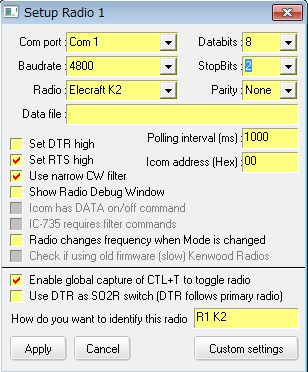 Setup Radio 1
Com port : Com 1 Databits : 8
Baudrate : 4800 StopBits : 2
Radio : Elecraft K2 Parity : None
Data file :
Set DTR high Polling interval (ms) : 1000
Set RTS high Icom address (Hex) : 00
Use narrow CW filter
Show Radio Debug Window
Icom has DATA on/off command
IC-735 requires filter commands
Radio changes frequency when Mode is changed
Check if using old firmware (slow) Kenwood Radios
Enable global capture of CTL+T to toggle radio
Use DTR as SO2R switch (DTR follows primary radio)
How do you want to identify this radio R1 K2
Apply Cancel Custom settings